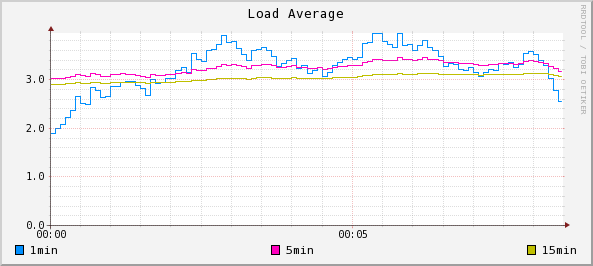 Load Average
RRDTOOL / TOBI OETIKER
3.0
2.0
1.0
0.0
00:00 00:05
1min 5min 15min